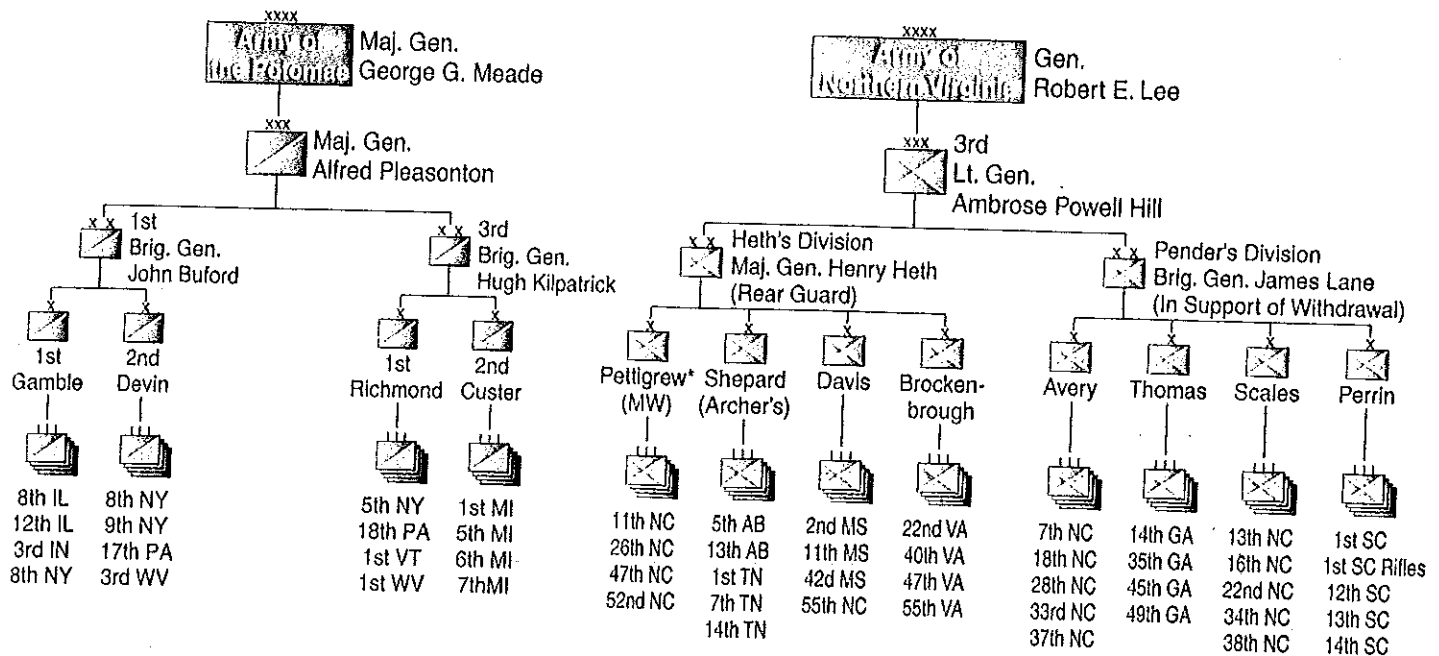 xxxx
Army of
the Potomac
Maj. Gen.
George G. Meade
xxx
Maj. Gen.
Alfred Pleasonton
x x
1st
Brig. Gen.
John Buford
x x
3rd
Brig. Gen.
Hugh Kilpatrick
x
1st
Gamble
x
2nd
Devin
x
1st
Richmond
x
2nd
Custer
8th IL
12th IL
3rd IN
8th NY
8th NY
9th NY
17th PA
3rd WV
5th NY
18th PA
1st VT
1st WV
1st MI
5th MI
6th MI
7thMI
xxxx
Army of
Northern Virginia
Gen.
Robert E. Lee
xxx
3rd
Lt. Gen.
Ambrose Powell Hill
x x
Heth's Division
Maj. Gen. Henry Heth
(Rear Guard)
x x
Pender's Division
Brig. Gen. James Lane
(In Support of Withdrawal)
x
Pettigrew*
(MW)
x
Shepard
(Archer's)
x
Davis
x
Brocken-
brough
x
Avery
x
Thomas
x
Scales
x
Perrin
11th NC
26th NC
47th NC
52nd NC
5th AB
13th AB
1st TN
7th TN
14th TN
2nd MS
11th MS
42d MS
55th NC
22nd VA
40th VA
47th VA
55th VA
7th NC
18th NC
28th NC
33rd NC
37th NC
14th GA
35th GA
45th GA
49th GA
13th NC
16th NC
22nd NC
34th NC
38th NC
1st SC
1st SC Rifles
12th SC
13th SC
14th SC